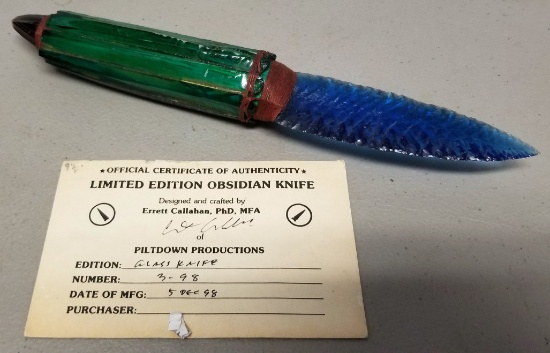 ★ OFFICIAL CERTIFICATE OF AUTHENTICITY ★
LIMITED EDITION OBSIDIAN KNIFE
Designed and crafted by
Errett Callahan, PhD, MFA
of
PILTDOWN PRODUCTIONS
EDITION: GLASS KNIFE
NUMBER: 3-98
DATE OF MFG: 5 DEC 98
PURCHASER: